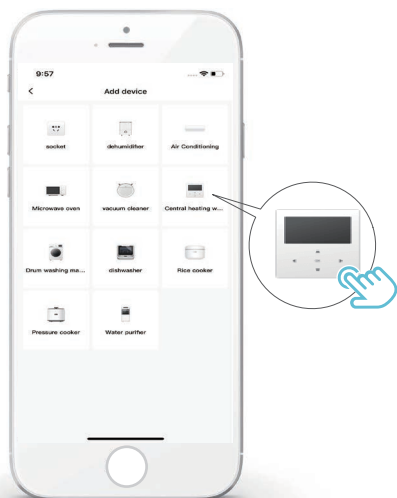 9:57
Add device
socket
dehumidifier
Air Conditioning
Microwave oven
vacuum cleaner
Central heating w...
Drum washing ma...
dishwasher
Rice cooker
Pressure cooker
Water purifier